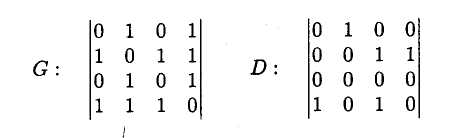 G : |0 1 0 1| D : |0 1 0 0|
|1 0 1 1| |0 0 1 1|
|0 1 0 1| |0 0 0 0|
|1 1 1 0| |1 0 1 0|